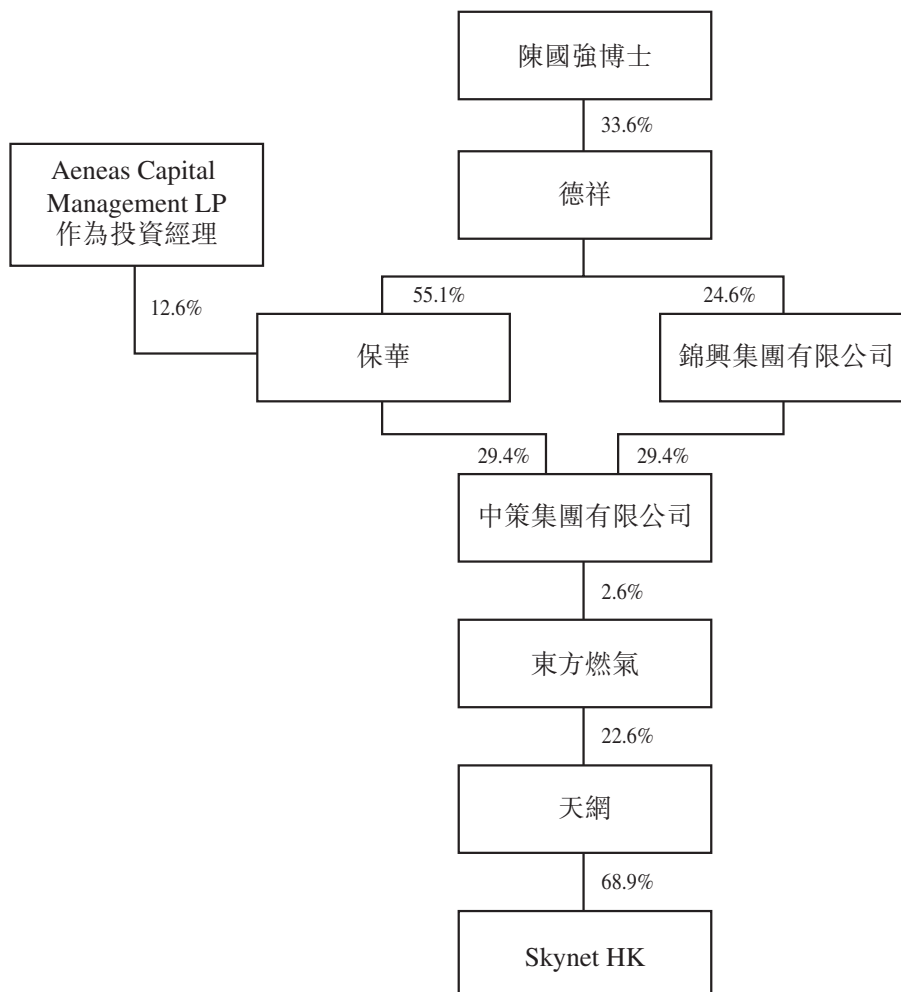 陳國強博士
33.6%
Aeneas Capital
Management LP
作為投資經理
德祥
12.6%
55.1%
24.6%
保華
錦興集團有限公司
29.4%
29.4%
中策集團有限公司
2.6%
東方燃氣
22.6%
天網
68.9%
Skynet HK